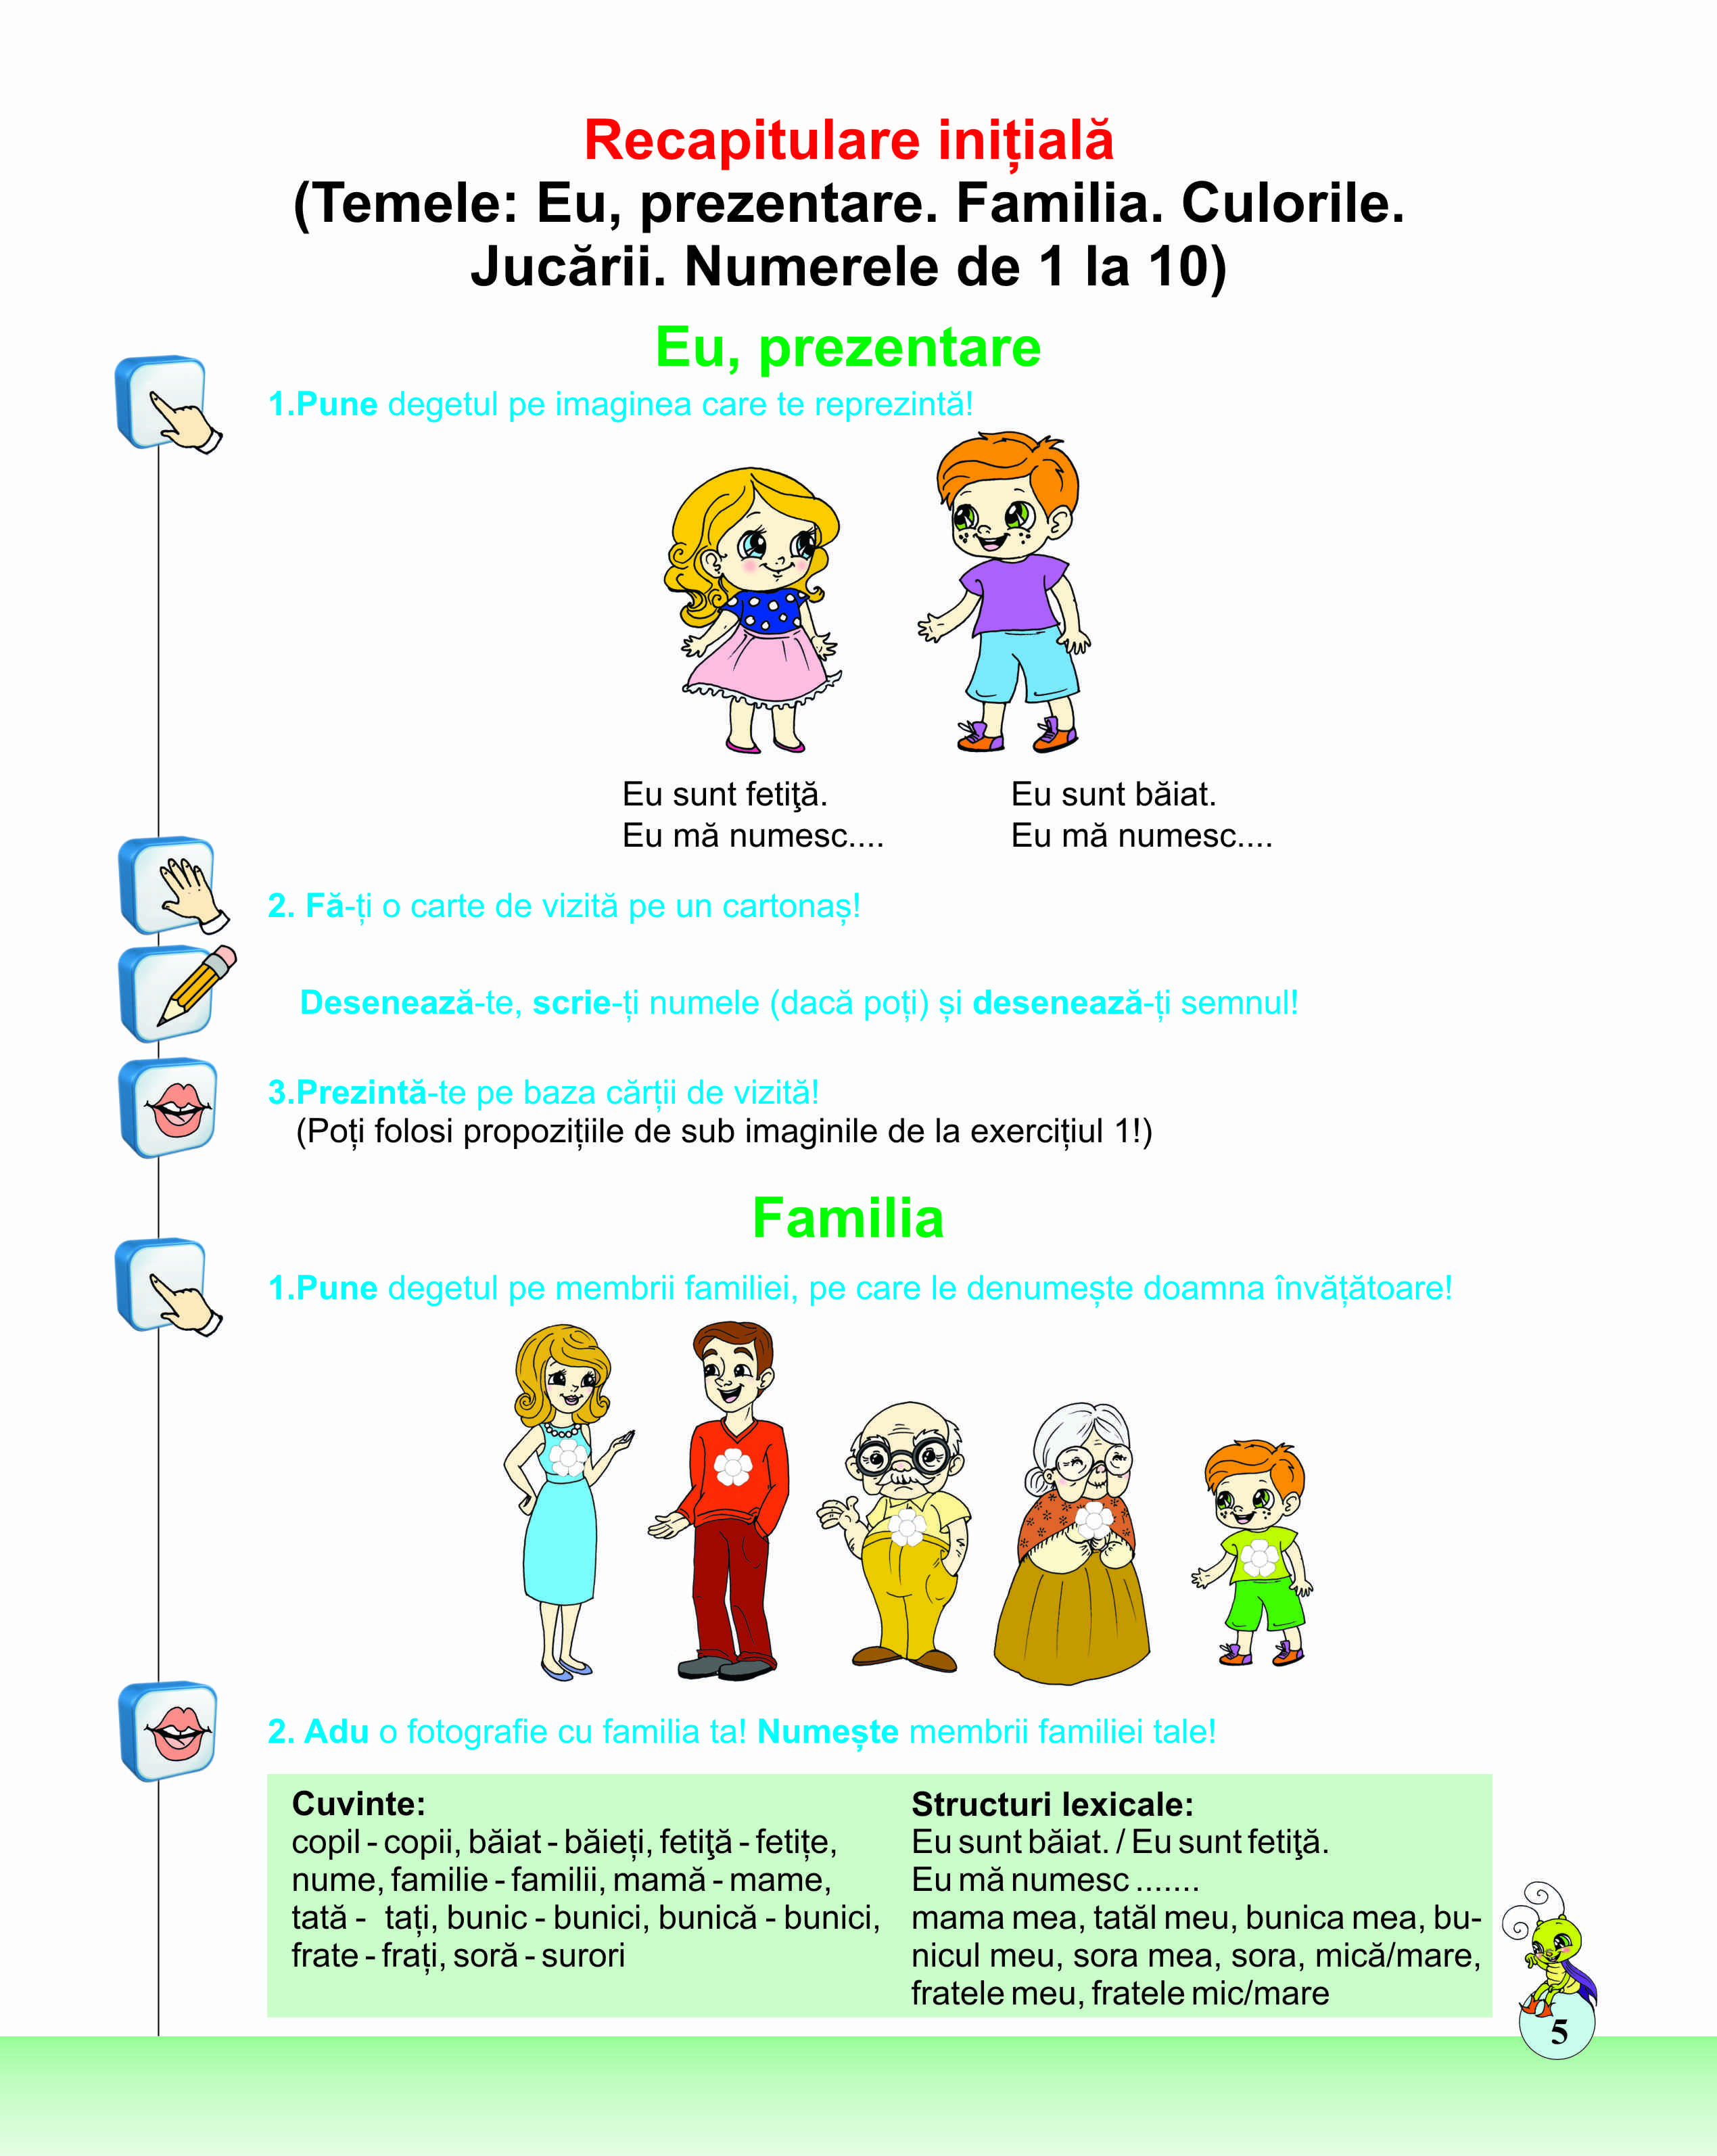 Recapitulare inițială
(Temele: Eu, prezentare. Familia. Culorile.
Jucării. Numerele de 1 la 10)
Eu, prezentare
1.Pune degetul pe imaginea care te reprezintă!
Eu sunt fetiţă.
Eu mă numesc....
Eu sunt băiat.
Eu mă numesc....
2. Fă-ți o carte de vizită pe un cartonaș!
Desenează-te, scrie-ți numele (dacă poți) și desenează-ți semnul!
3.Prezintă-te pe baza cărții de vizită!
(Poți folosi propozițiile de sub imaginile de la exercițiul 1!)
Familia
1.Pune degetul pe membrii familiei, pe care le denumește doamna învățătoare!
2. Adu o fotografie cu familia ta! Numește membrii familiei tale!
Cuvinte:
copil - copii, băiat - băieți, fetiţă - fetițe,
nume, familie - familii, mamă - mame,
tată - tați, bunic - bunici, bunică - bunici,
frate - frați, soră - surori
Structuri lexicale:
Eu sunt băiat. / Eu sunt fetiţă.
Eu mă numesc .......
mama mea, tatăl meu, bunica mea, bu-
nicul meu, sora mea, sora, mică/mare,
fratele meu, fratele mic/mare
5